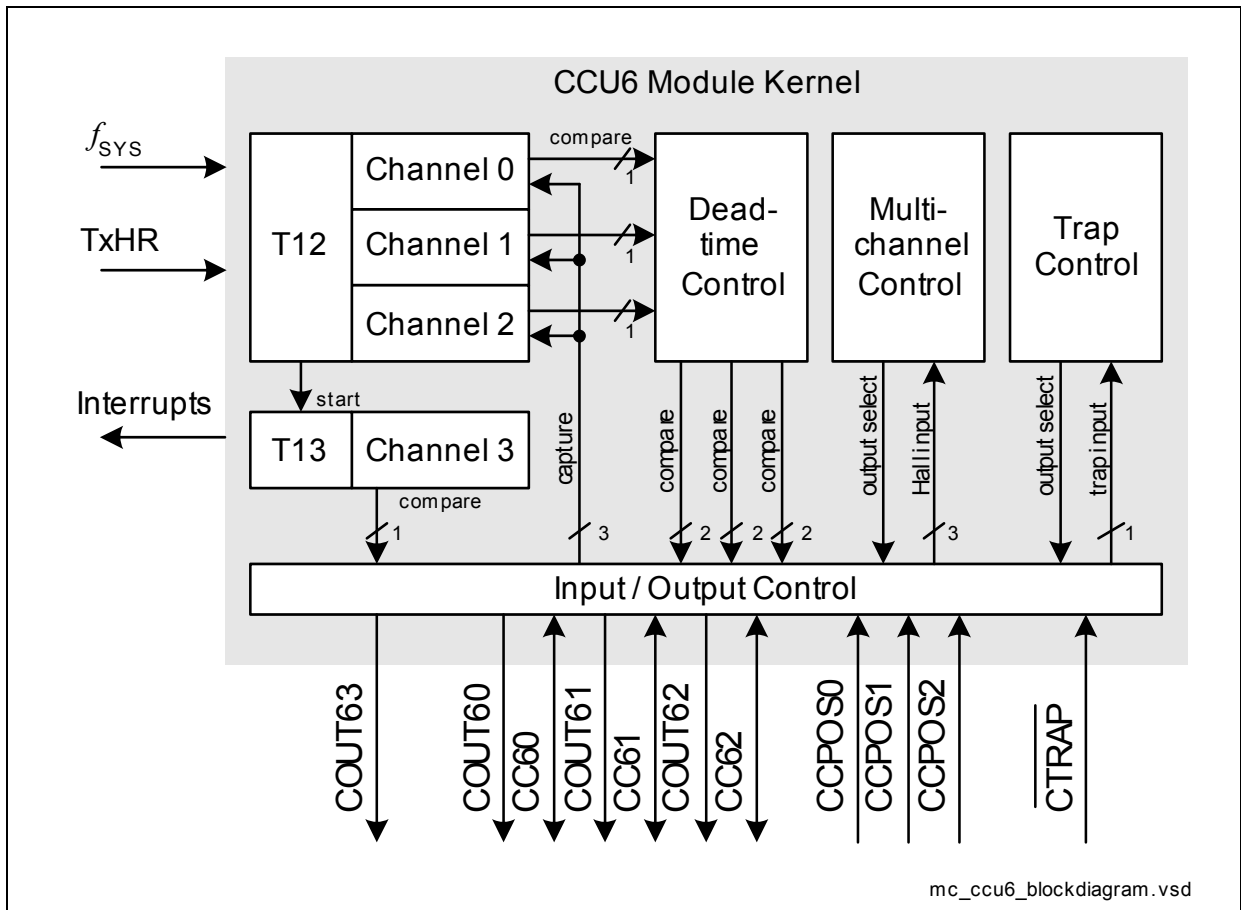 CCU6 Module Kernel
fSYS
TxHR
Interrupts
T12
Channel 0
Channel 1
Channel 2
compare
1
1
1
Dead-
time
Control
Multi-
channel
Control
Trap
Control
start
T13
Channel 3
compare
1
capture
3
compare
2
compare
2
compare
2
output select
Hall input
3
output select
trap input
1
Input / Output Control
COUT63
COUT60
CC60
COUT61
CC61
COUT62
CC62
CCPOS0
CCPOS1
CCPOS2
CTRAP
mc_ccu6_blockdiagram.vsd